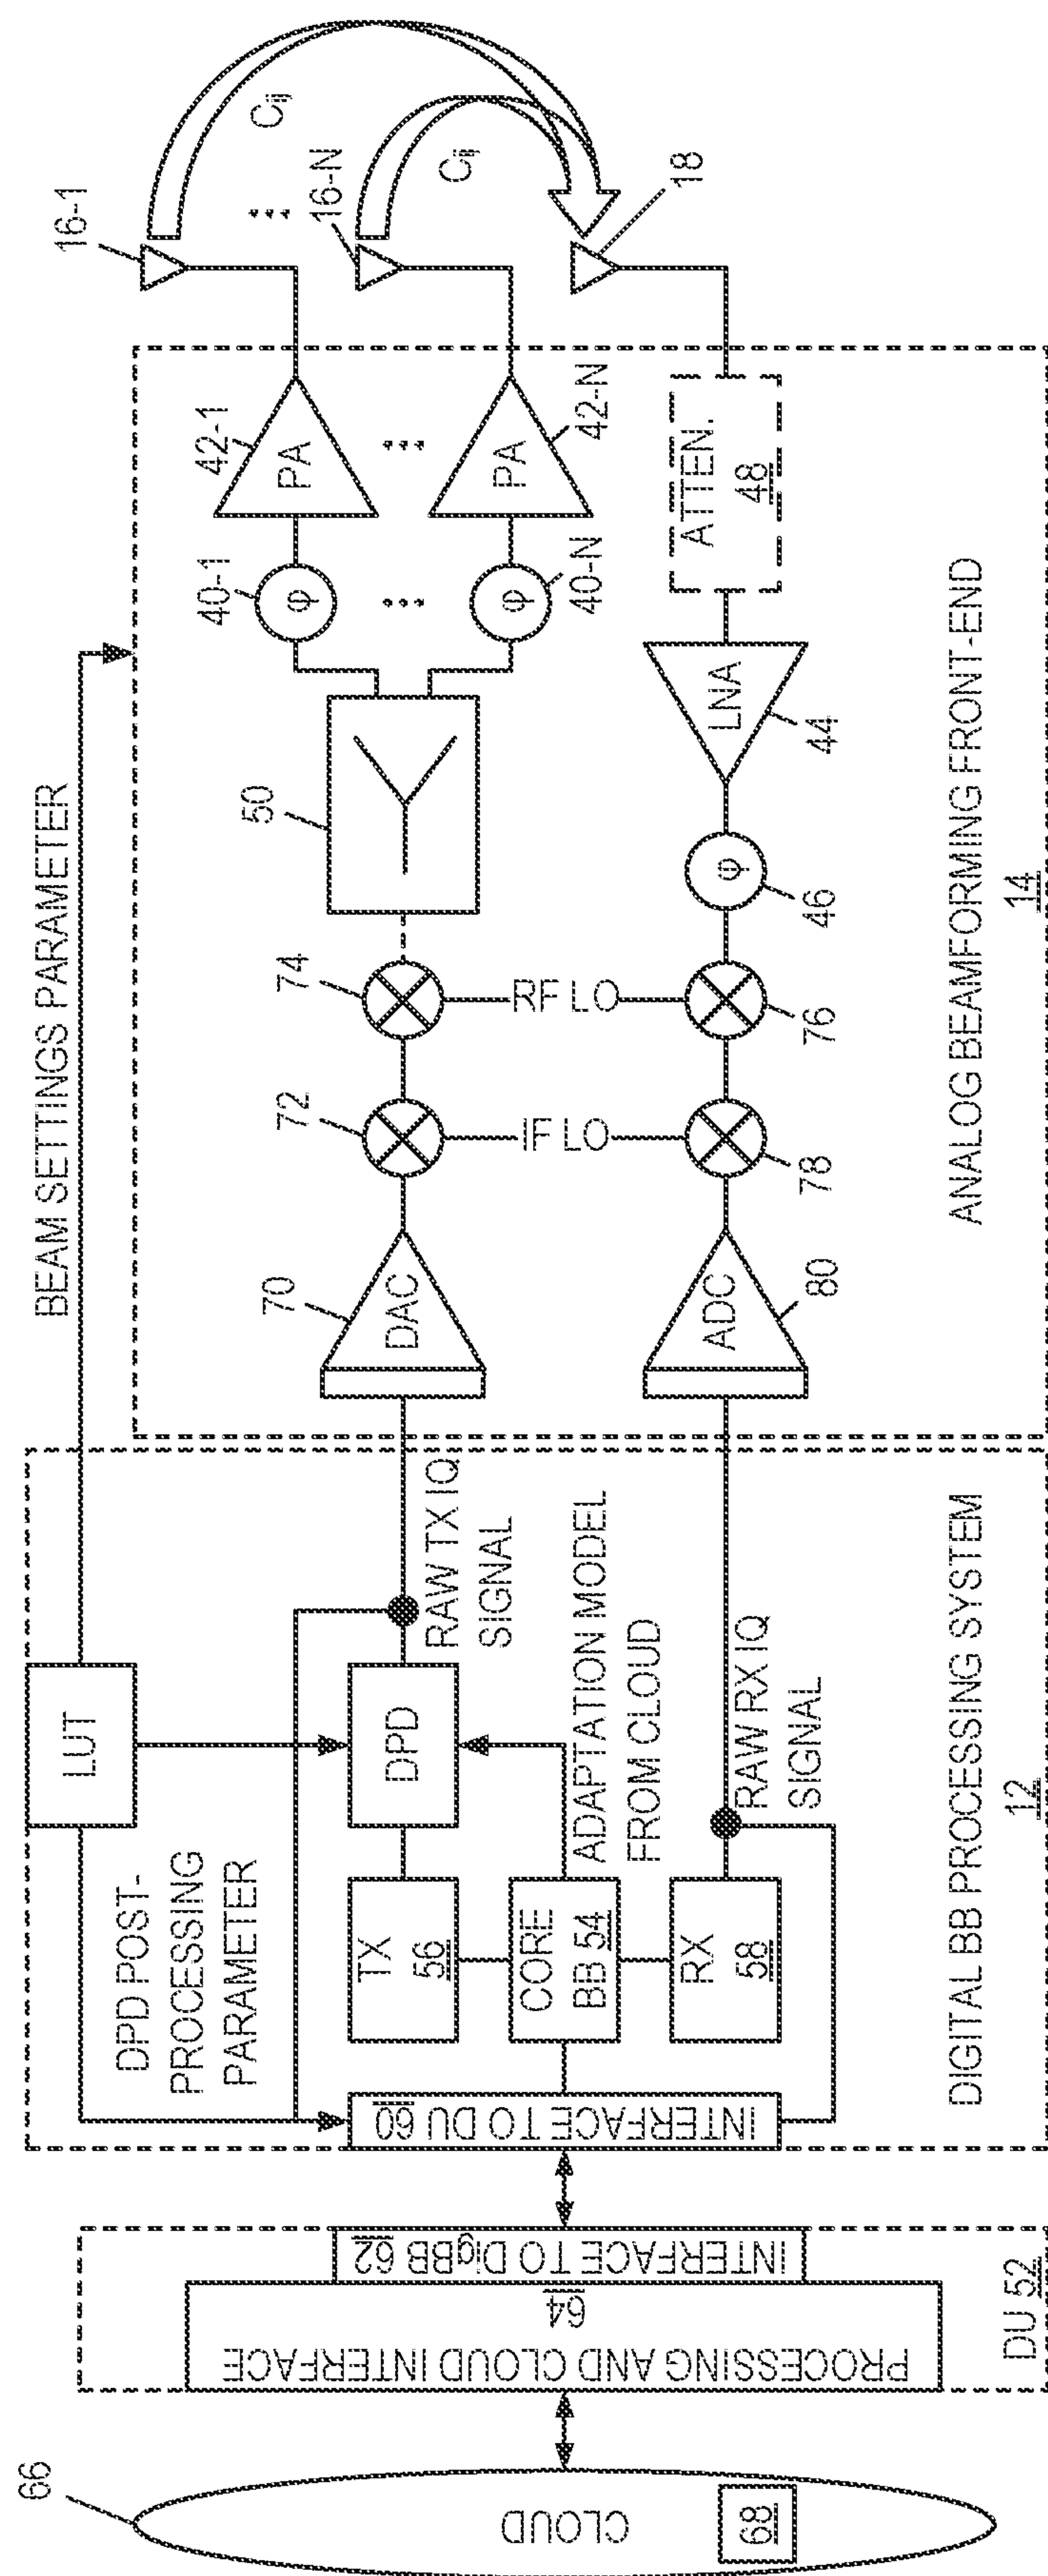 66
CLOUD
68
PROCESSING AND CLOUD INTERFACE
64
INTERFACE TO DigBB 62
DU 52
INTERFACE TO DU 60
DPD POST-
PROCESSING
PARAMETER
LUT
TX
56
CORE
BB 54
RX
58
DPD
ADAPTATION MODEL
FROM CLOUD
RAW TX IQ
SIGNAL
RAW RX IQ
SIGNAL
DIGITAL BB PROCESSING SYSTEM
12
BEAM SETTINGS PARAMETER
70
DAC
72
74
50
IF LO
RF LO
ADC
80
78
76
φ
46
LNA
44
ATTEN.
48
40-1
φ
42-1
PA
φ
40-N
PA
42-N
16-1
16-N
18
Cij
Cij
ANALOG BEAMFORMING FRONT-END
14